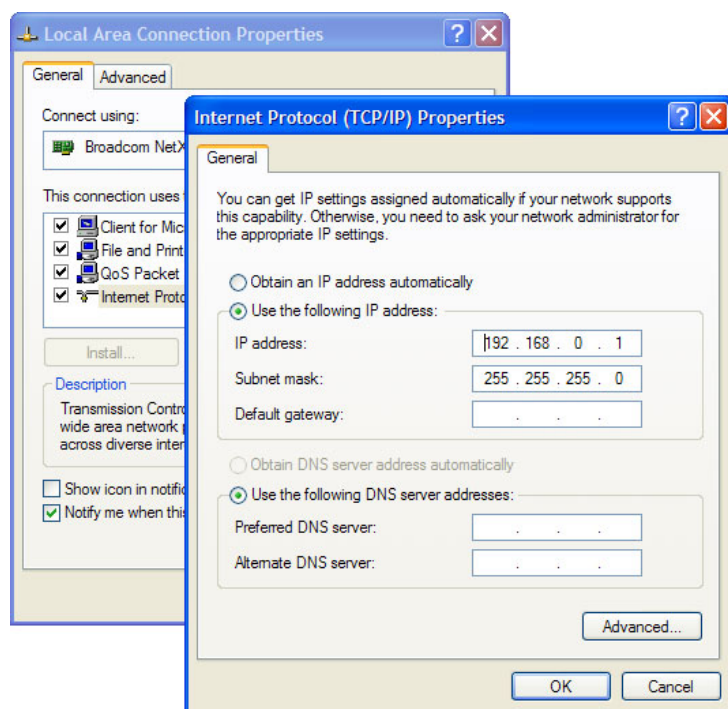 Local Area Connection Properties
General
Advanced
Connect using:
Broadcom NetX
This connection uses
Client for Mic
File and Print
QoS Packet
Internet Proto
Install...
Description
Transmission Contro
wide area network
across diverse inter
Show icon in notific
Notify me when this
Internet Protocol (TCP/IP) Properties
General
You can get IP settings assigned automatically if your network supports
this capability. Otherwise, you need to ask your network administrator for
the appropriate IP settings.
Obtain an IP address automatically
Use the following IP address:
IP address: 192 . 168 . 0 . 1
Subnet mask: 255 . 255 . 255 . 0
Default gateway: . . .
Obtain DNS server address automatically
Use the following DNS server addresses:
Preferred DNS server: . . .
Alternate DNS server: . . .
Advanced...
OK
Cancel